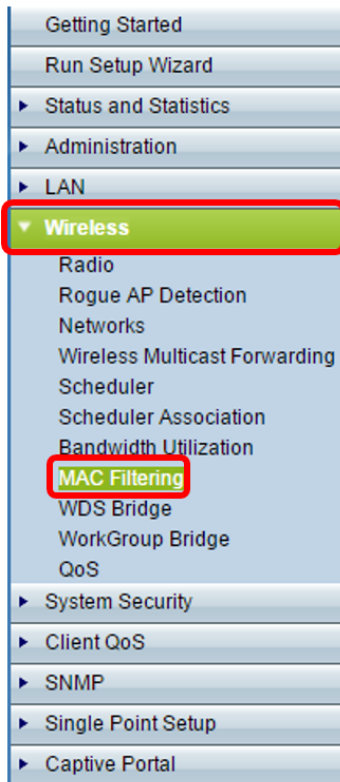 Getting Started
Run Setup Wizard
Status and Statistics
Administration
LAN
Wireless
Radio
Rogue AP Detection
Networks
Wireless Multicast Forwarding
Scheduler
Scheduler Association
Bandwidth Utilization
MAC Filtering
WDS Bridge
WorkGroup Bridge
QoS
System Security
Client QoS
SNMP
Single Point Setup
Captive Portal